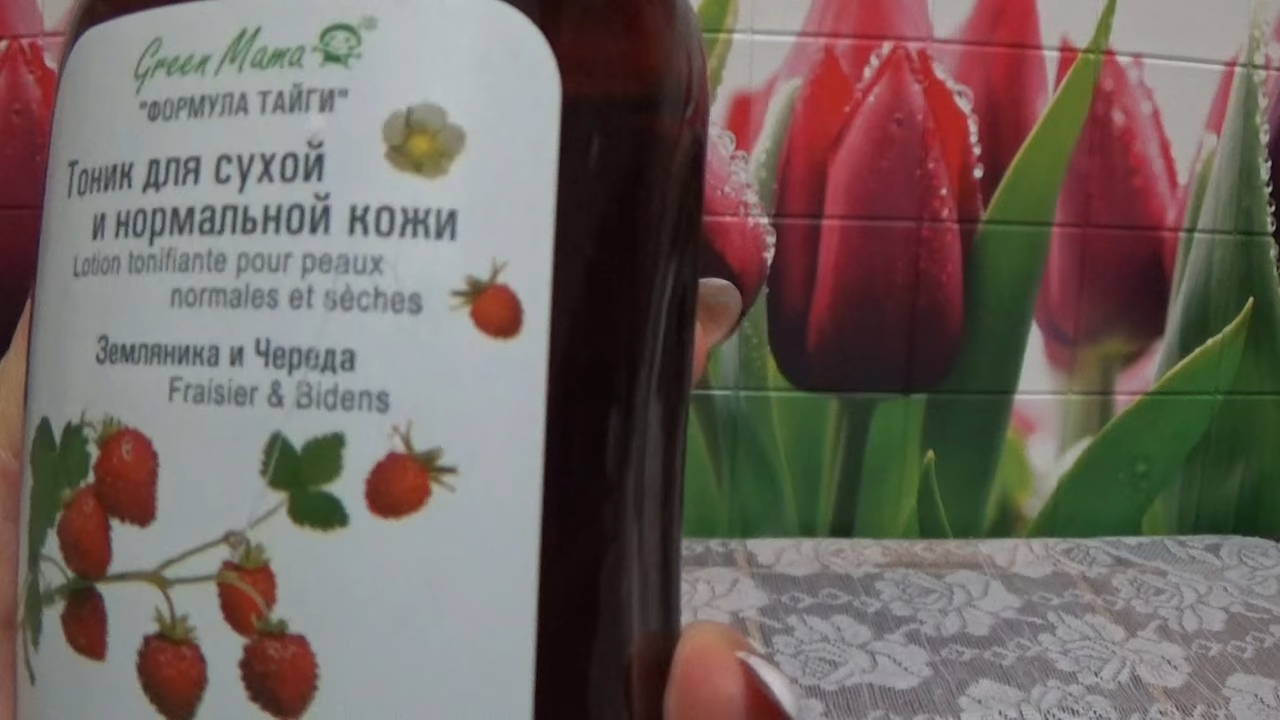 Green Mama
"ФОРМУЛА ТАЙГИ"
Тоник для сухой
и нормальной кожи
Lotion tonifiante pour peaux
normales et sèches
Земляника и Череда
Fraisier & Bidens